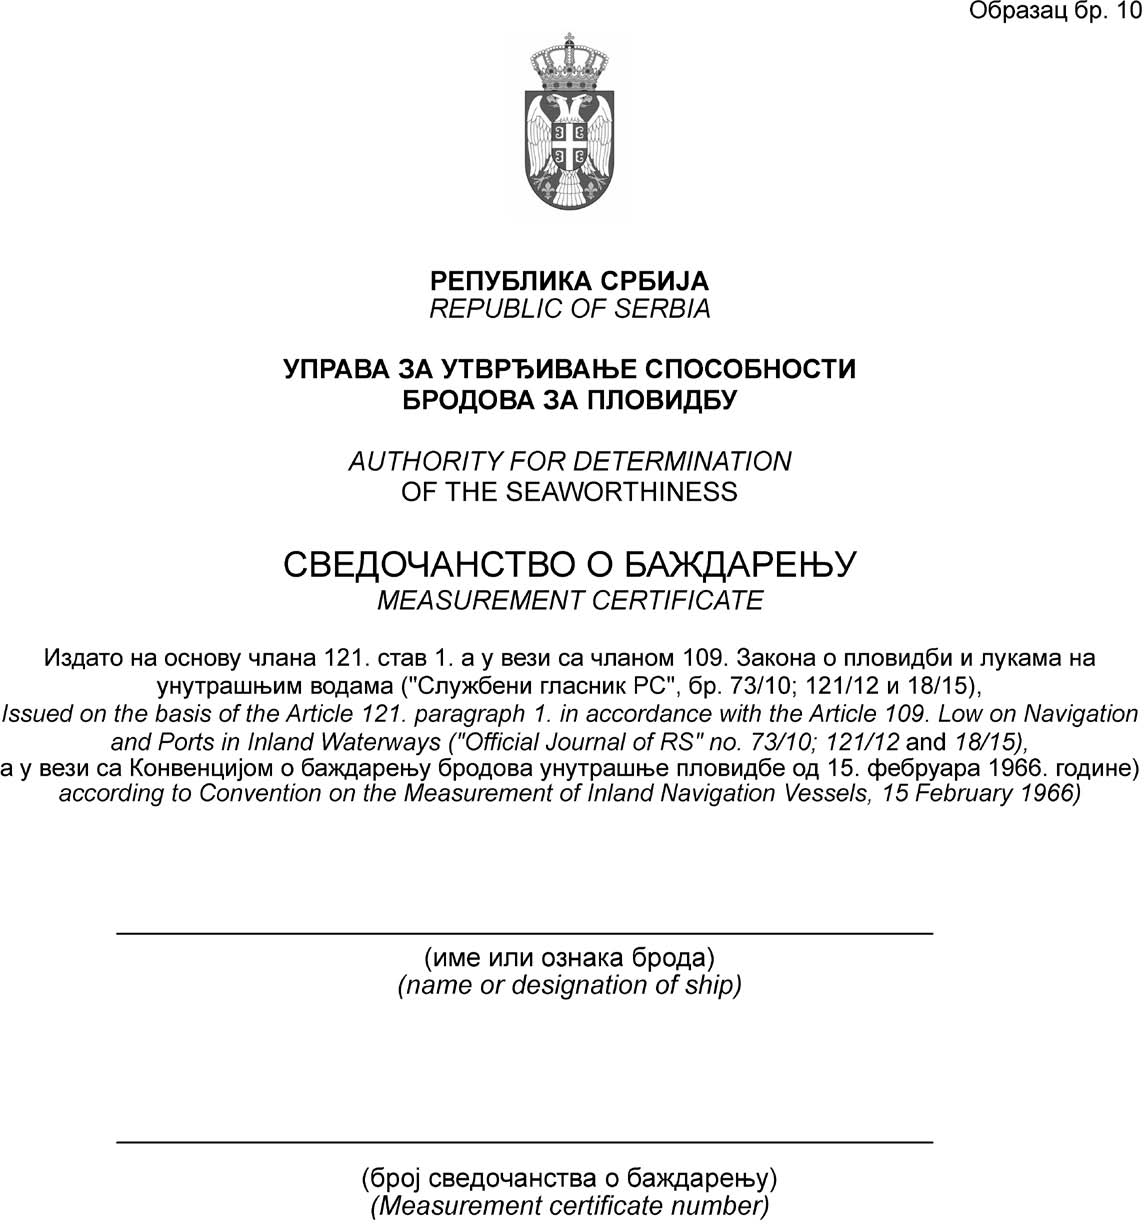 Образац бр. 10
РЕПУБЛИКА СРБИЈА
REPUBLIC OF SERBIA
УПРАВА ЗА УТВРЂИВАЊЕ СПОСОБНОСТИ
БРОДОВА ЗА ПЛОВИДБУ
AUTHORITY FOR DETERMINATION
OF THE SEAWORTHINESS
СВЕДОЧАНСТВО О БАЖДАРЕЊУ
MEASUREMENT CERTIFICATE
Издато на основу члана 121. став 1. а у вези са чланом 109. Закона о пловидби и лукама на
унутрашњим водама ("Службени гласник РС", бр. 73/10; 121/12 и 18/15),
Issued on the basis of the Article 121. paragraph 1. in accordance with the Article 109. Low on Navigation
and Ports in Inland Waterways ("Official Journal of RS" no. 73/10; 121/12 and 18/15),
а у вези са Конвенцијом о баждарењу бродова унутрашње пловидбе од 15. фебруара 1966. године)
according to Convention on the Measurement of Inland Navigation Vessels, 15 February 1966)
(име или ознака брода)
(name or designation of ship)
(број сведочанства о баждарењу)
(Measurement certificate number)